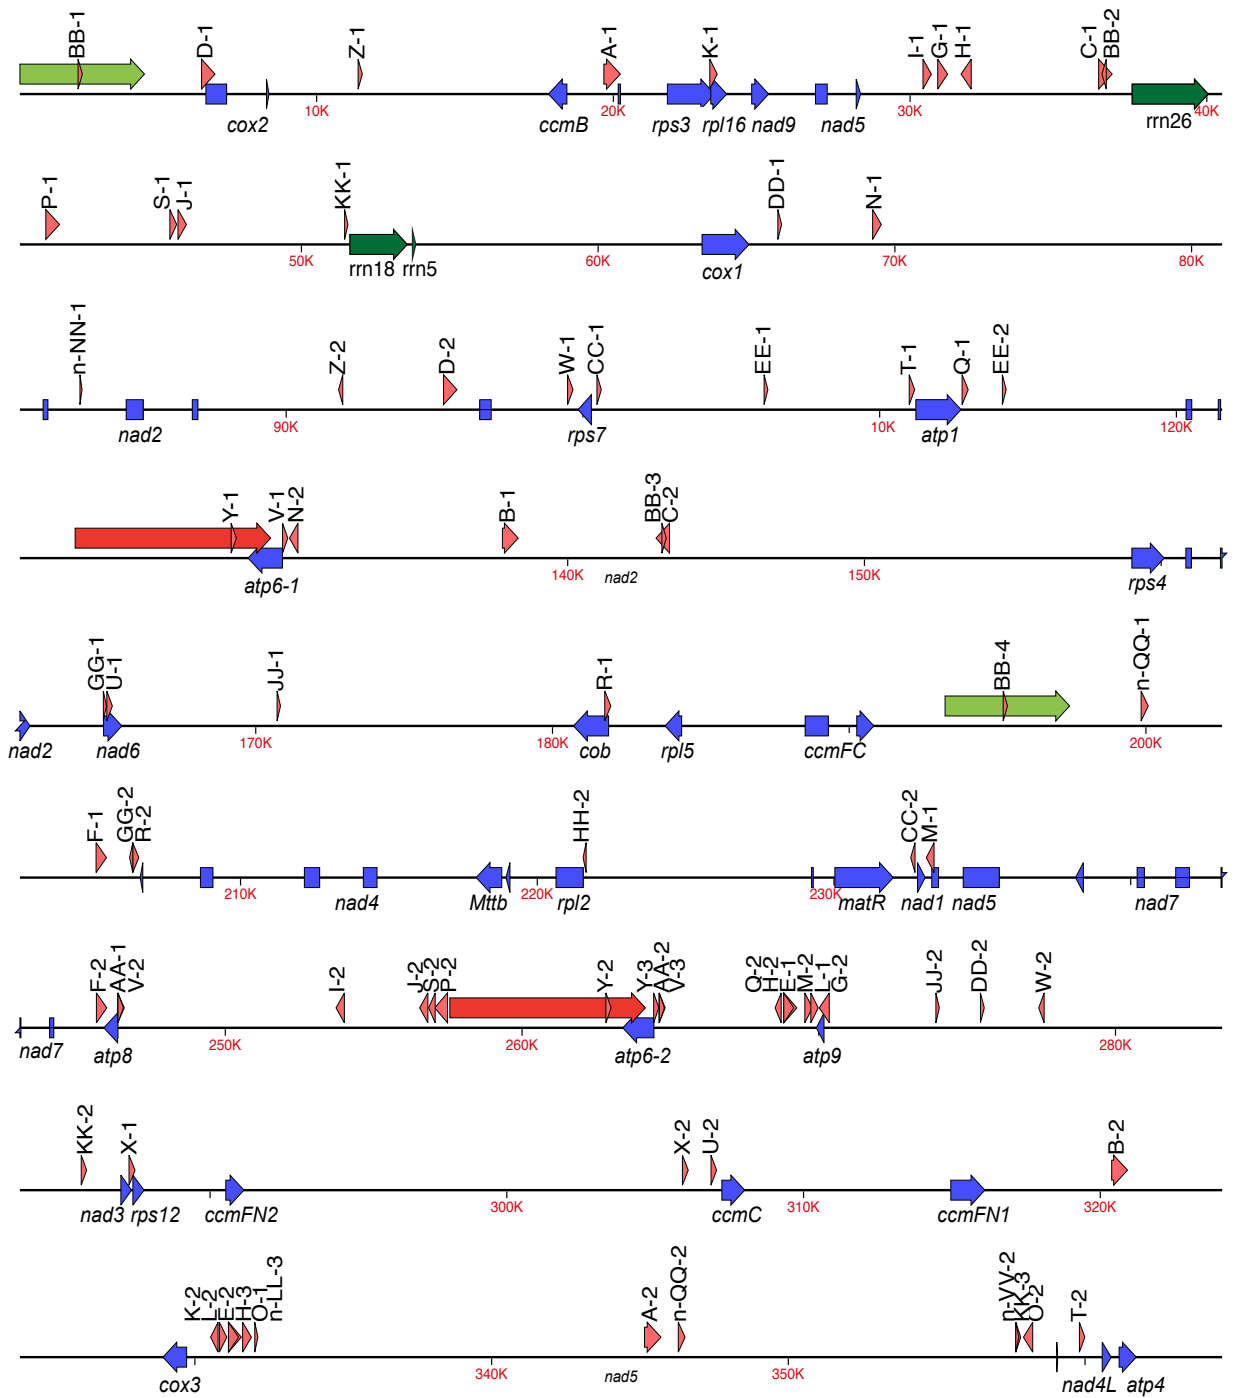 BB-1 D-1 Z-1 A-1 K-1 I-1 G-1 H-1 C-1 BB-2
10K 20K 30K 40K
cox2 ccmB rps3 rpl16 nad9 nad5 rrn26
P-1 S-1 J-1 KK-1 DD-1 N-1
50K 60K 70K 80K
rrn18 rrn5 cox1
n-NN-1 Z-2 D-2 W-1 CC-1 EE-1 T-1 Q-1 EE-2
90K 10K 120K
nad2 rps7 atp1
Y-1 V-1 N-2 B-1 BB-3 C-2
140K 150K
atp6-1 nad2 rps4
GG-1 U-1 JJ-1 R-1 BB-4 n-QQ-1
170K 180K 200K
nad2 nad6 cob rpl5 ccmFC
F-1 GG-2 R-2 HH-2 CC-2 M-1
210K 220K 230K
nad4 Mttb rpl2 matR nad1 nad5 nad7
F-2 AA-1 V-2 I-2 J-2 S-2 P-2 Y-2 Y-3 AA-2 V-3 Q-2 H-2 E-1 M-2 L-1 G-2 JJ-2 DD-2 W-2
250K 260K 280K
nad7 atp8 atp6-2 atp9
KK-2 X-1 X-2 U-2 B-2
300K 310K 320K
nad3 rps12 ccmFN2 ccmC ccmFN1
K-2 L-2 E-2 H-3 O-1 n-LL-3 A-2 n-QQ-2 n-VV-2 KK-3 O-2 T-2
340K 350K
cox3 nad5 nad4L atp4